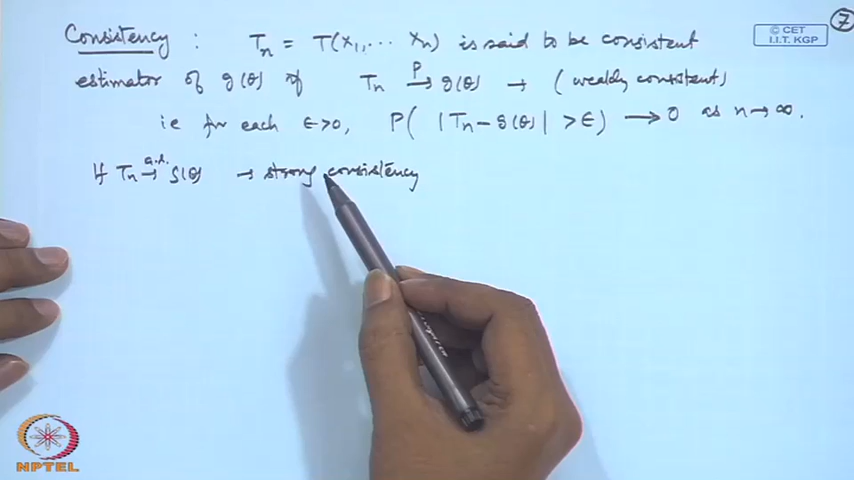 7
© CET
I.I.T. KGP
Consistency : Tn = T(X1, ... Xn) is said to be consistent
estimator of g(θ) if Tn →^P g(θ) → (weakly consistent)
ie for each ϵ>0, P( |Tn - g(θ)| > ϵ) → 0 as n → ∞.
If Tn →^a.s. g(θ) → strong consistency
NPTEL